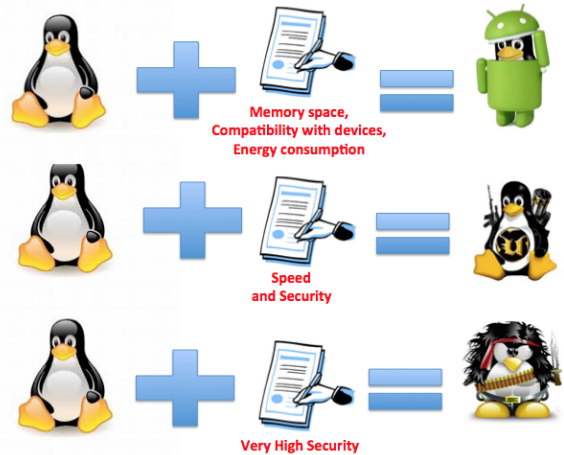 Memory space,
Compatibility with devices,
Energy consumption
Speed
and Security
Very High Security